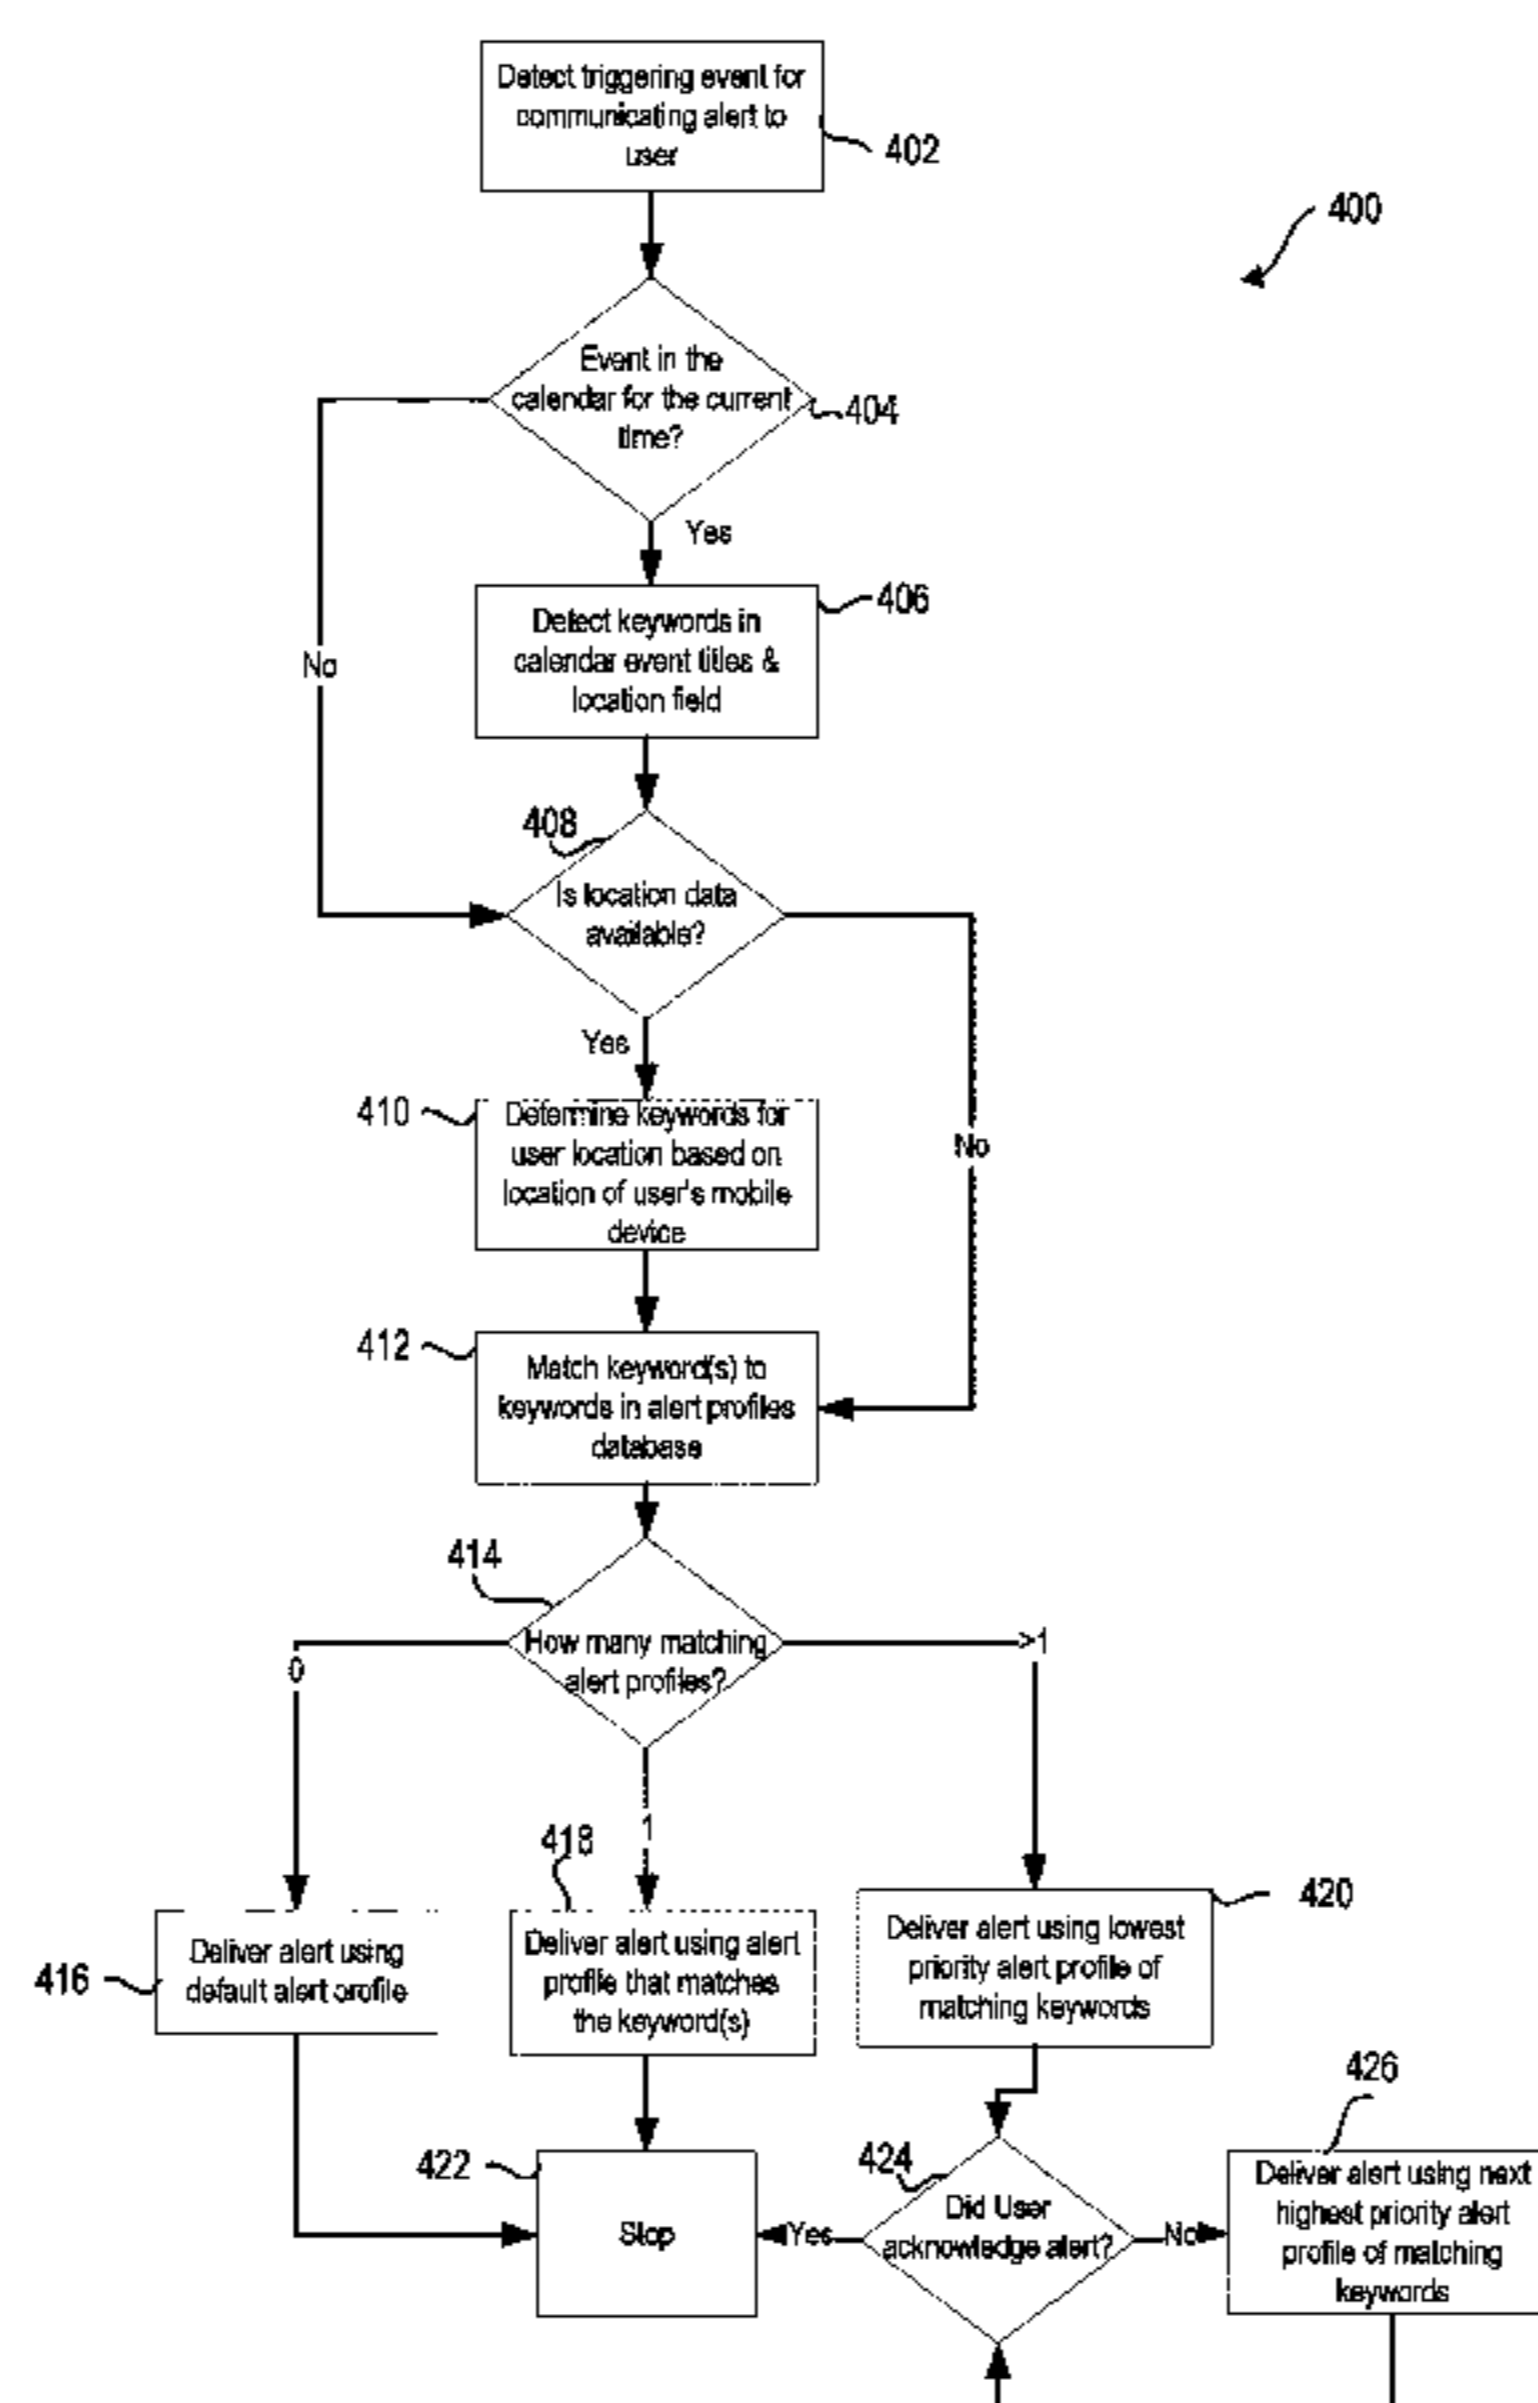 Detect triggering event for
communicating alert to
user
402
400
Event in the
calendar for the current
time?
404
Yes
No
Detect keywords in
calendar event titles &
location field
406
408
Is location data
available?
Yes
No
410
Determine keywords for
user location based on
location of user's mobile
device
412
Match keyword(s) to
keywords in alert profiles
database
414
How many matching
alert profiles?
0
1
>1
416
Deliver alert using
default alert profile
418
Deliver alert using alert
profile that matches
the keyword(s)
420
Deliver alert using lowest
priority alert profile of
matching keywords
422
Stop
424
Did User
acknowledge alert?
Yes
No
426
Deliver alert using next
highest priority alert
profile of matching
keywords